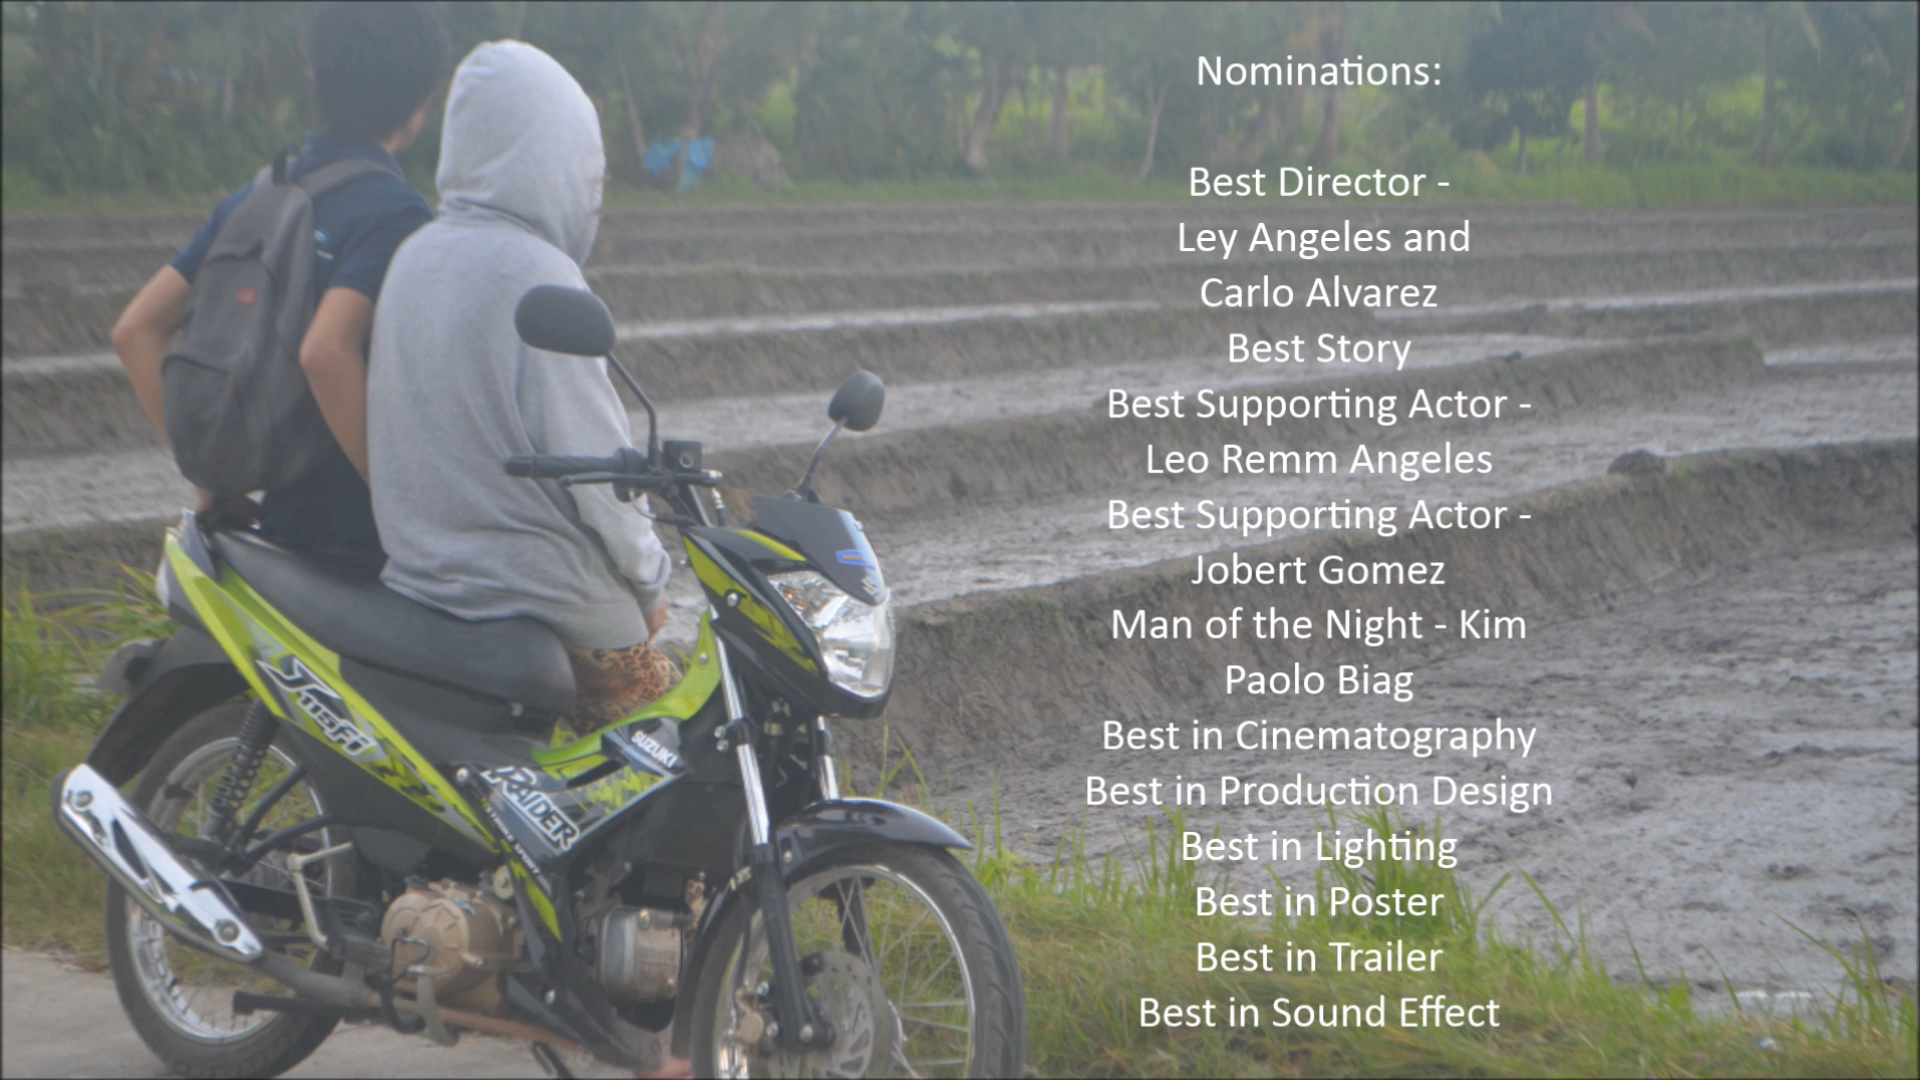 Nominations:
Best Director -
Ley Angeles and
Carlo Alvarez
Best Story
Best Supporting Actor -
Leo Remm Angeles
Best Supporting Actor -
Jobert Gomez
Man of the Night - Kim
Paolo Biag
Best in Cinematography
Best in Production Design
Best in Lighting
Best in Poster
Best in Trailer
Best in Sound Effect
SUZUKI
RAIDER